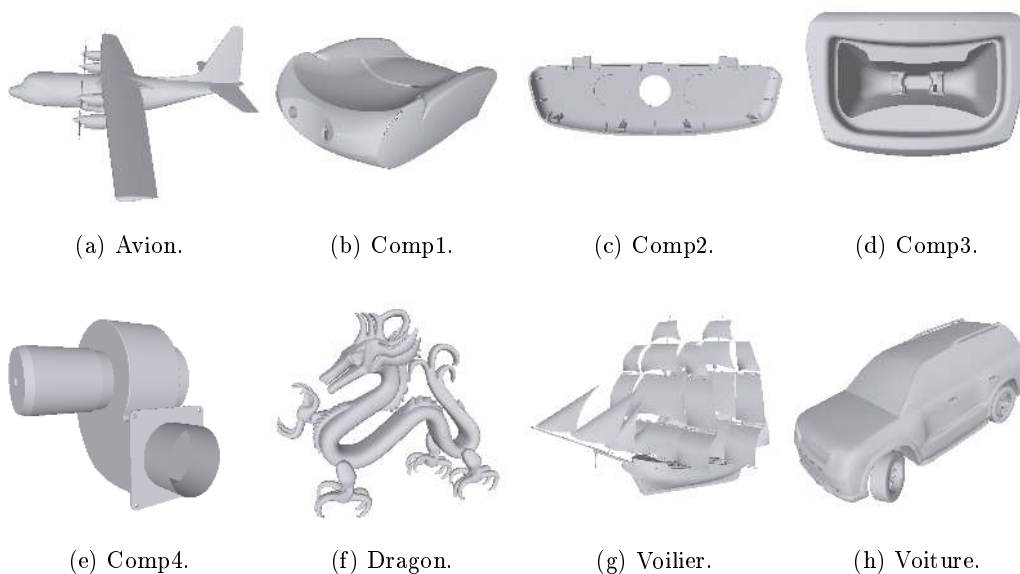 (a) Avion.
(b) Comp1.
(c) Comp2.
(d) Comp3.
(e) Comp4.
(f) Dragon.
(g) Voilier.
(h) Voiture.